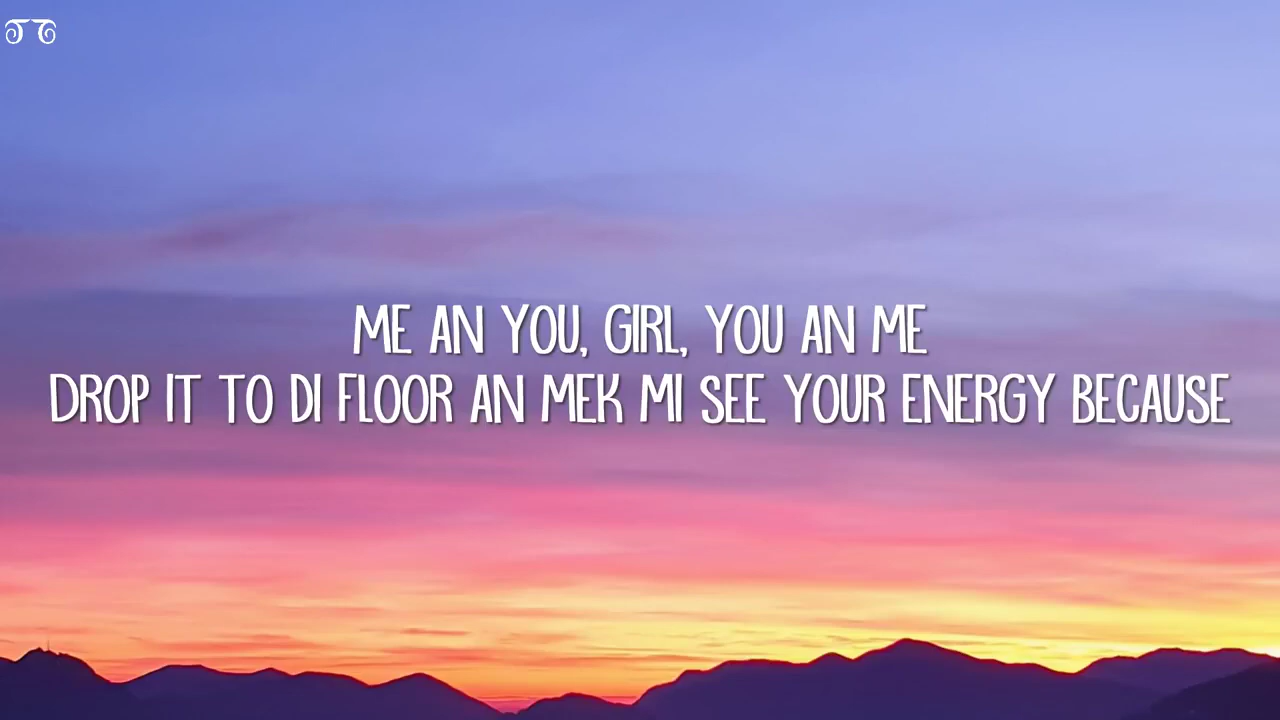 ME AN YOU, GIRL, YOU AN ME
DROP IT TO DI FLOOR AN MEK MI SEE YOUR ENERGY BECAUSE